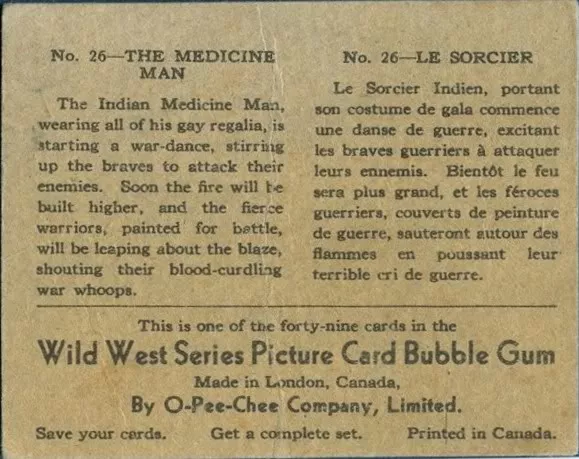 No. 26—THE MEDICINE
MAN
The Indian Medicine Man,
wearing all of his gay regalia, is
starting a war-dance, stirring
up the braves to attack their
enemies. Soon the fire will be
built higher, and the fierce
warriors, painted for battle,
will be leaping about the blaze,
shouting their blood-curdling
war whoops.
No. 26—LE SORCIER
Le Sorcier Indien, portant
son costume de gala commence
une danse de guerre, excitant
les braves guerriers à attaquer
leurs ennemis. Bientôt le feu
sera plus grand, et les féroces
guerriers, couverts de peinture
de guerre, sauteront autour des
flammes en poussant leur
terrible cri de guerre.
This is one of the forty-nine cards in the
Wild West Series Picture Card Bubble Gum
Made in London, Canada,
By O-Pee-Chee Company, Limited.
Save your cards. Get a complete set. Printed in Canada.